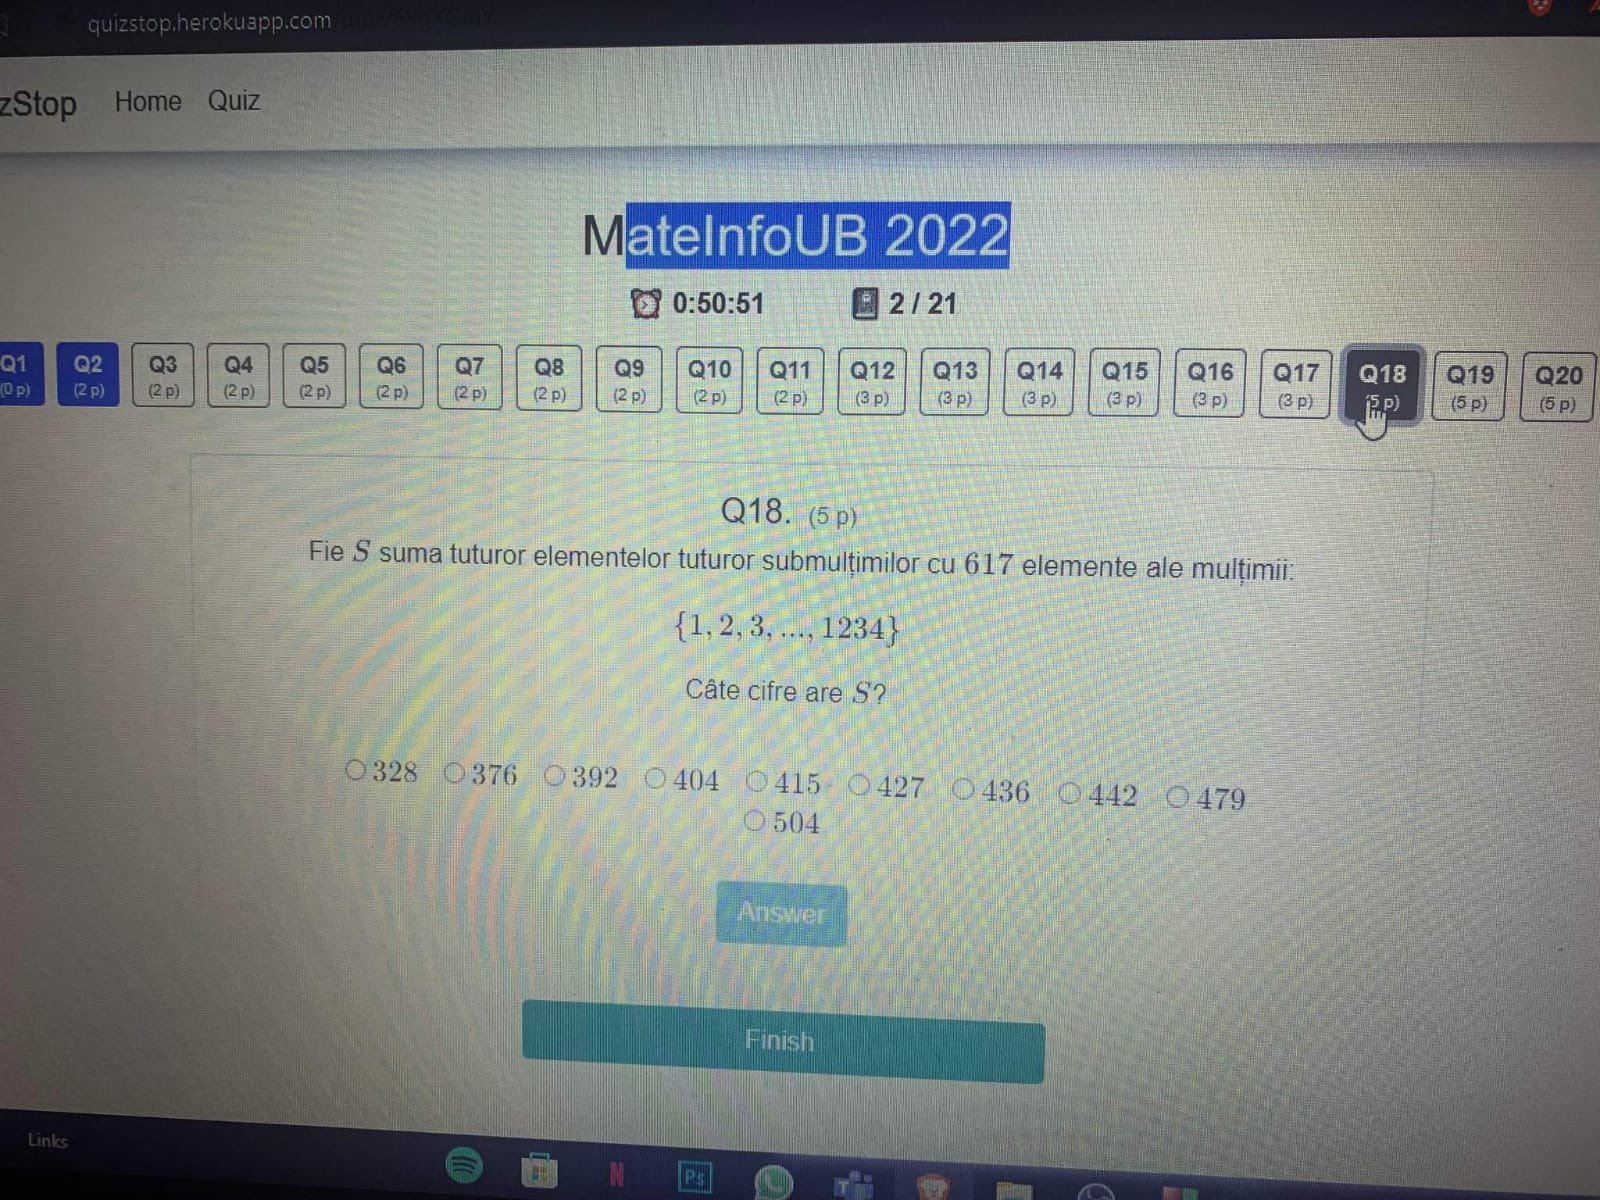 quizstop.herokuapp.com
zStop Home Quiz
MateInfoUB 2022
0:50:51 2 / 21
Q1 Q2 Q3 Q4 Q5 Q6 Q7 Q8 Q9 Q10 Q11 Q12 Q13 Q14 Q15 Q16 Q17 Q18 Q19 Q20
(0 p) (2 p) (2 p) (2 p) (2 p) (2 p) (2 p) (2 p) (2 p) (2 p) (2 p) (3 p) (3 p) (3 p) (3 p) (3 p) (3 p) (5 p) (5 p) (5 p)
Q18. (5 p)
Fie S suma tuturor elementelor tuturor submulțimilor cu 617 elemente ale mulțimii:
{1, 2, 3, ..., 1234}
Câte cifre are S?
328 376 392 404 415 427 436 442 479
504
Answer
Finish
Links
N Ps T